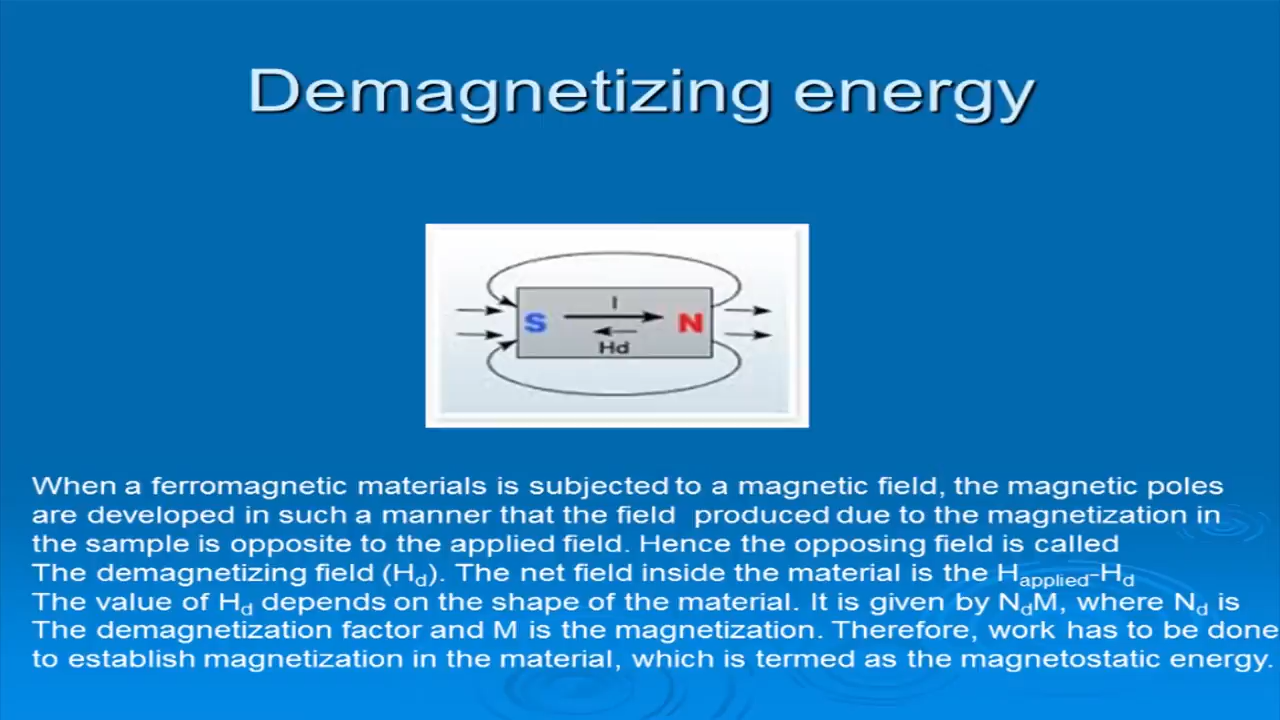 Demagnetizing energy
I
S N
Hd
When a ferromagnetic materials is subjected to a magnetic field, the magnetic poles
are developed in such a manner that the field produced due to the magnetization in
the sample is opposite to the applied field. Hence the opposing field is called
The demagnetizing field (Hd). The net field inside the material is the Happlied-Hd
The value of Hd depends on the shape of the material. It is given by NdM, where Nd is
The demagnetization factor and M is the magnetization. Therefore, work has to be done
to establish magnetization in the material, which is termed as the magnetostatic energy.